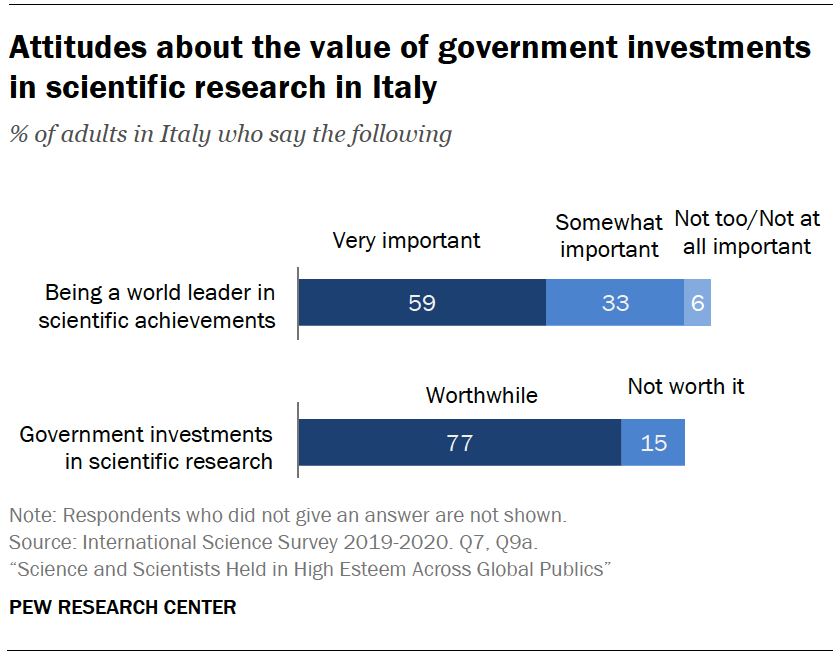 Attitudes about the value of government investments
in scientific research in Italy
% of adults in Italy who say the following
Very important
Somewhat
important
Not too/Not at
all important
Being a world leader in
scientific achievements
59
33
6
Worthwhile
Not worth it
Government investments
in scientific research
77
15
Note: Respondents who did not give an answer are not shown.
Source: International Science Survey 2019-2020. Q7, Q9a.
“Science and Scientists Held in High Esteem Across Global Publics”
PEW RESEARCH CENTER